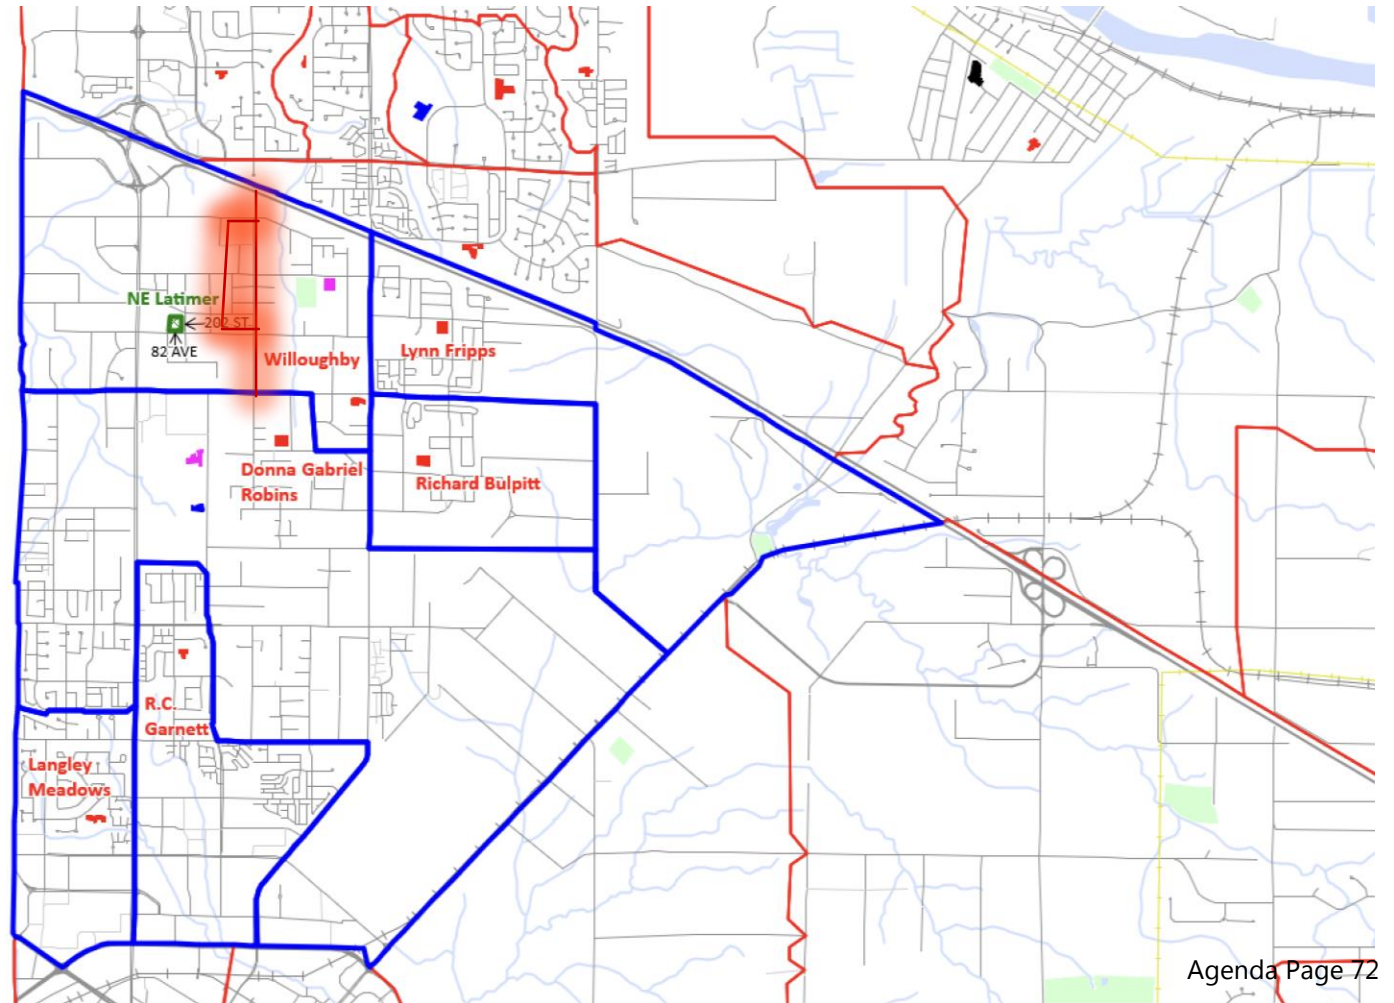 NE Latimer
202 ST
82 AVE
Willoughby
Lynn Fripps
Donna Gabriel
Robins
Richard Bulpitt
R.C.
Garnett
Langley
Meadows
Agenda Page 72